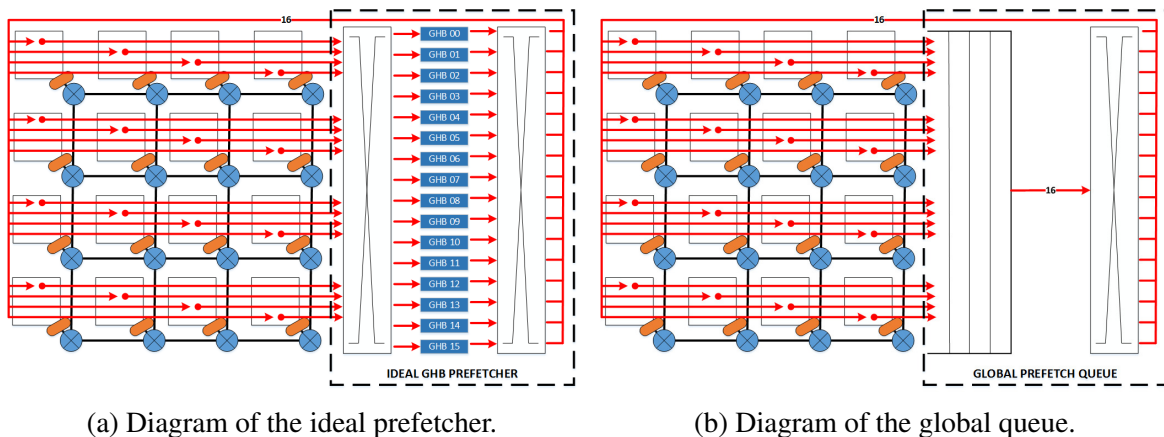 16
GHB 00
GHB 01
GHB 02
GHB 03
GHB 04
GHB 05
GHB 06
GHB 07
GHB 08
GHB 09
GHB 10
GHB 11
GHB 12
GHB 13
GHB 14
GHB 15
IDEAL GHB PREFETCHER
(a) Diagram of the ideal prefetcher.
16
16
GLOBAL PREFETCH QUEUE
(b) Diagram of the global queue.